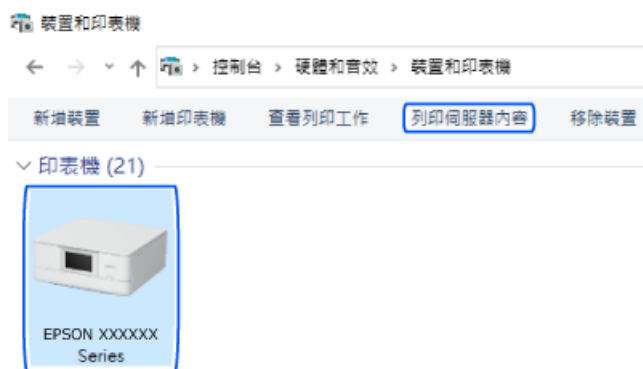 裝置和印表機
控制台 › 硬體和音效 › 裝置和印表機
新增裝置 新增印表機 查看列印工作 列印伺服器內容 移除裝置
印表機 (21)
EPSON XXXXXX
Series